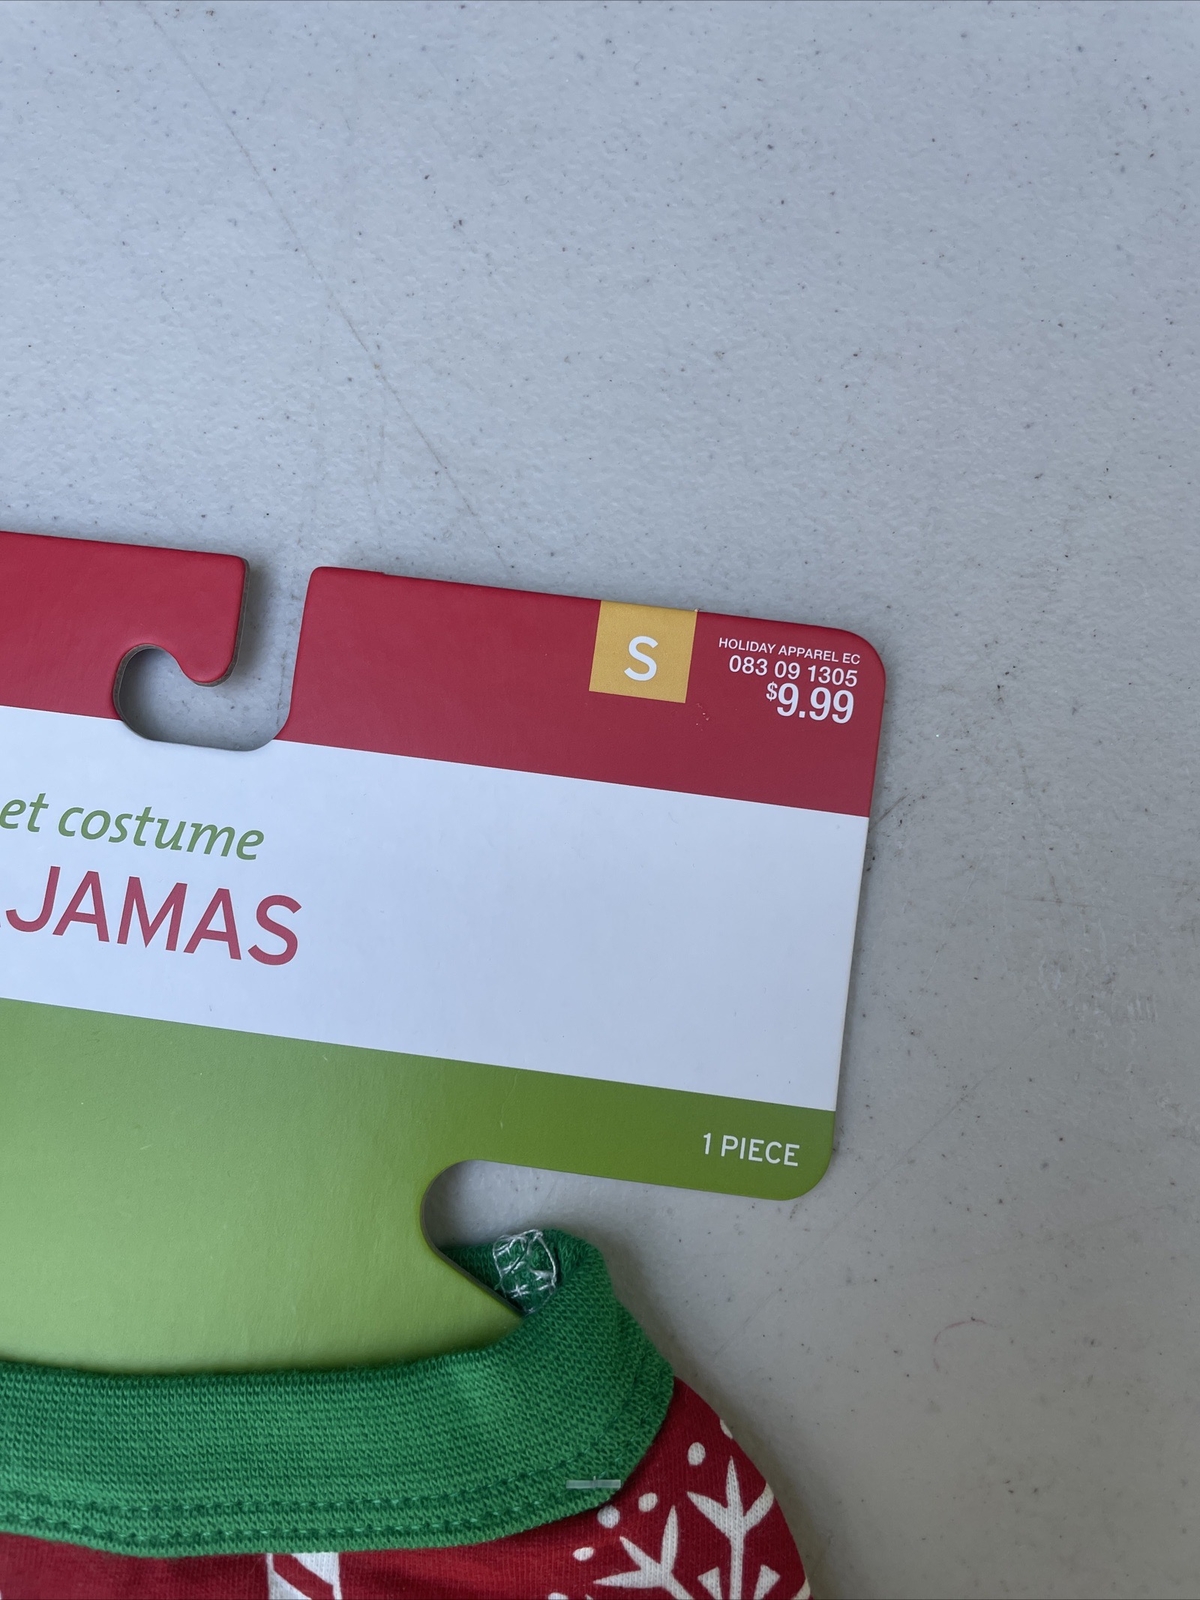 S
HOLIDAY APPAREL EC
083 09 1305
$9.99
et costume
JAMAS
1 PIECE